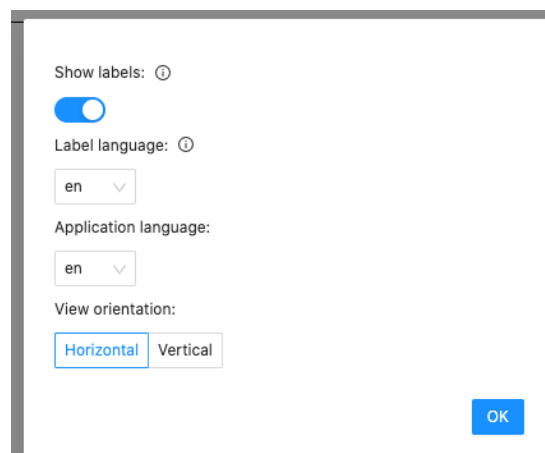 Show labels:
Label language:
en
Application language:
en
View orientation:
Horizontal Vertical
OK